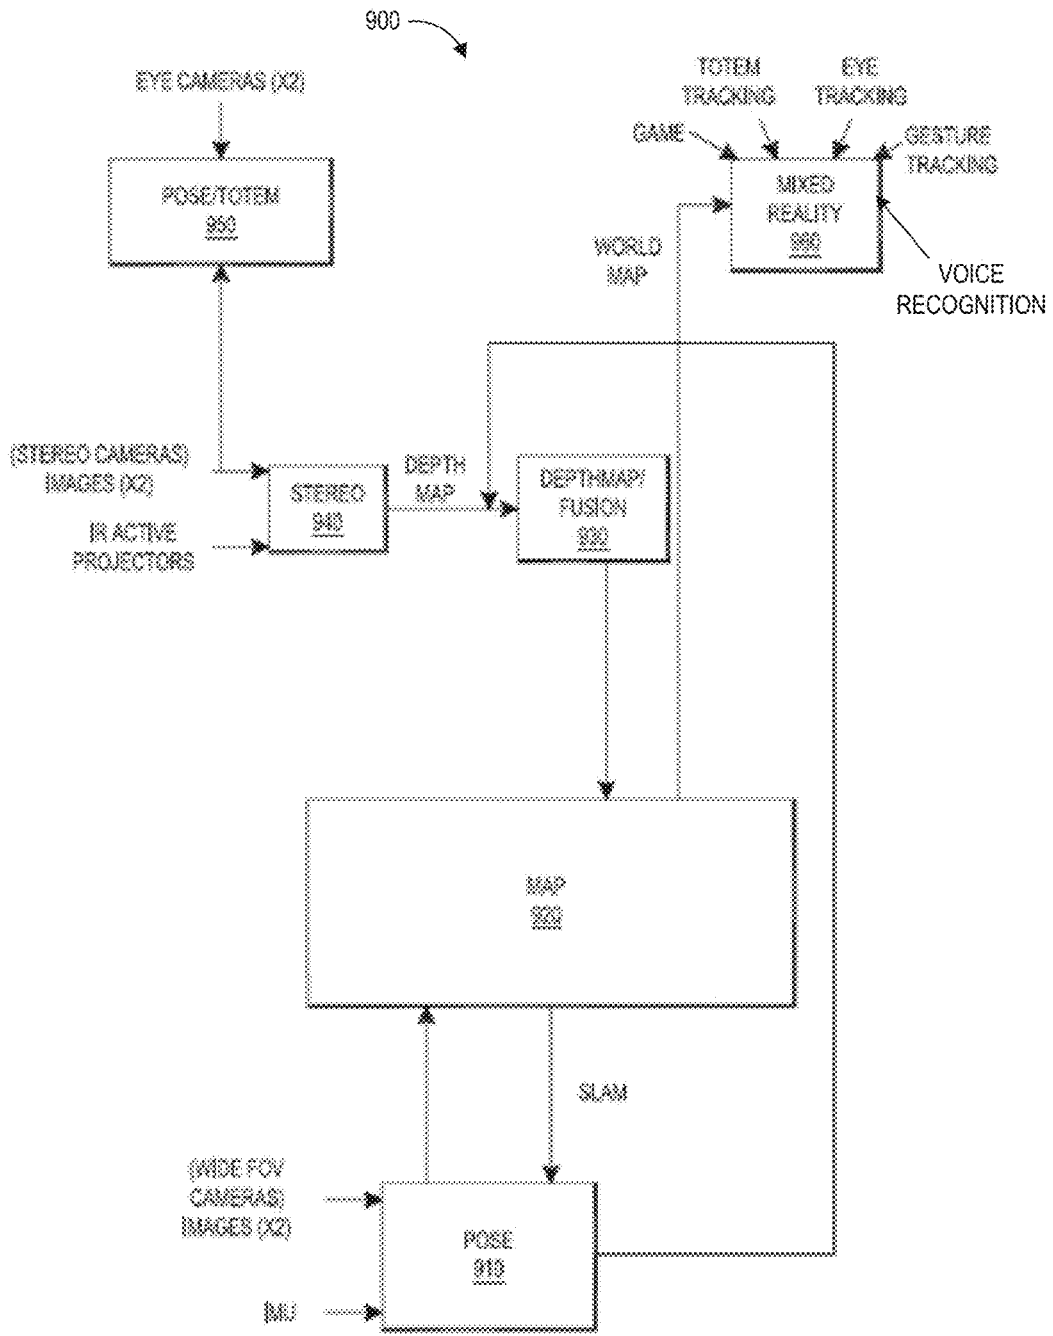 900
EYE CAMERAS (X2)
POSE/TOTEM
950
TOTEM
TRACKING
EYE
TRACKING
GAME
GESTURE
TRACKING
MIXED
REALITY
960
WORLD
MAP
VOICE
RECOGNITION
(STEREO CAMERAS)
IMAGES (X2)
IR ACTIVE
PROJECTORS
STEREO
940
DEPTH
MAP
DEPTHMAP/
FUSION
930
MAP
920
SLAM
(WIDE FOV
CAMERAS)
IMAGES (X2)
POSE
910
IMU